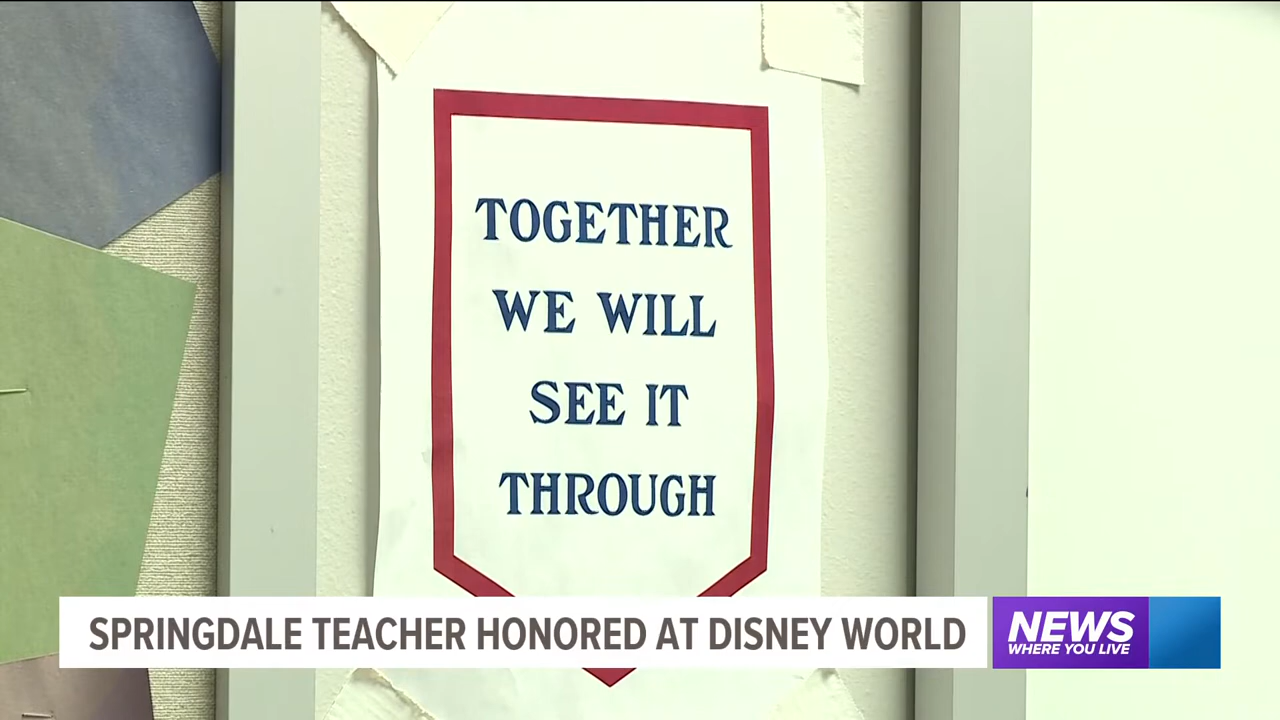 TOGETHER
WE WILL
SEE IT
THROUGH
SPRINGDALE TEACHER HONORED AT DISNEY WORLD
NEWS
WHERE YOU LIVE